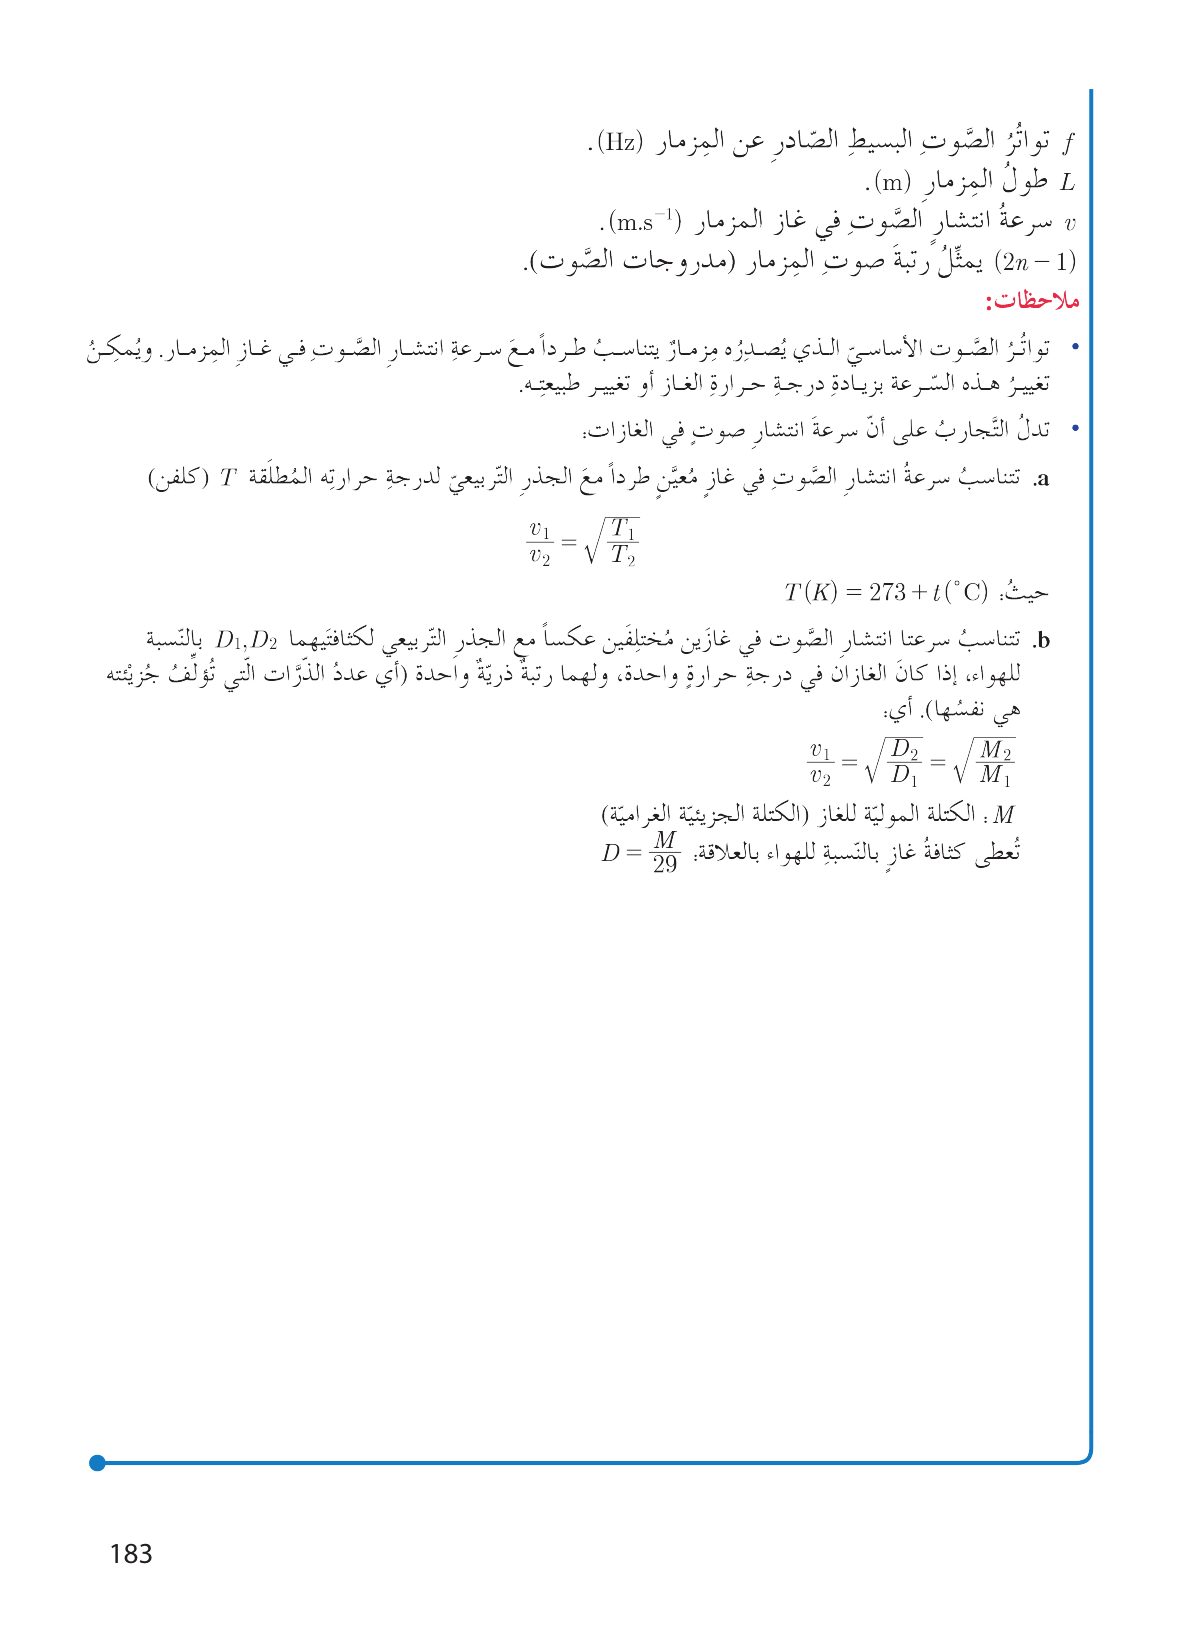 f تواتُرُ الصَّوتِ البسيطِ الصّادرِ عن المِزمار (Hz).
L طولُ المِزمارِ (m).
v سرعةُ انتشارِ الصَّوتِ في غاز المزمار (m.s⁻¹).
(2n − 1) يمثِّلُ رتبةَ صوتِ المِزمار (مدروجات الصَّوت).
ملاحظات:
• تواتُرُ الصَّوت الأساسيّ الذي يُصدِرُه مِزمارٌ يتناسبُ طرداً معَ سرعةِ انتشارِ الصَّوتِ في غازِ المِزمار. ويُمكِنُ
تغييرُ هذه السّرعة بزيادةِ درجةِ حرارةِ الغاز أو تغيير طبيعتِه.
• تدلُ التَّجاربُ على أنّ سرعةَ انتشارِ صوتٍ في الغازات:
a. تتناسبُ سرعةُ انتشارِ الصَّوتِ في غازٍ مُعيَّنٍ طرداً معَ الجذرِ التّربيعيّ لدرجةِ حرارتِه المُطلَقة T (كلفن)
v₁/v₂ = √(T₁/T₂)
حيثُ: T(K) = 273 + t(°C)
b. تتناسبُ سرعتا انتشارِ الصَّوت في غازَين مُختلِفَين عكساً مع الجذرِ التّربيعي لكثافتَيهما D₁,D₂ بالنّسبة
للهواء، إذا كانَ الغازان في درجةِ حرارةٍ واحدة، ولهما رتبةٌ ذريّةٌ واحدة (أي عددُ الذَّرَّات الّتي تُؤلِّفُ جُزيْئته
هي نفسُها). أي:
v₁/v₂ = √(D₂/D₁) = √(M₂/M₁)
M : الكتلة الموليّة للغاز (الكتلة الجزيئيّة الغراميّة)
تُعطى كثافةُ غازٍ بالنّسبةِ للهواء بالعلاقة: D = M/29
183